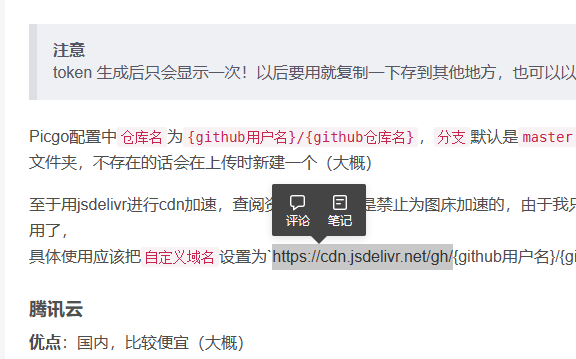 注意
token 生成后只会显示一次！以后要用就复制一下存到其他地方，也可以以
Picgo配置中 仓库名 为 {github用户名}/{github仓库名} ，分支 默认是 master
文件夹，不存在的话会在上传时新建一个（大概）
至于用jsdelivr进行cdn加速，查阅资 是禁止为图床加速的，由于我只
评论 笔记
用了，
具体使用应该把 自定义域名 设置为`https://cdn.jsdelivr.net/gh/{github用户名}/{gi
腾讯云
优点：国内，比较便宜（大概）